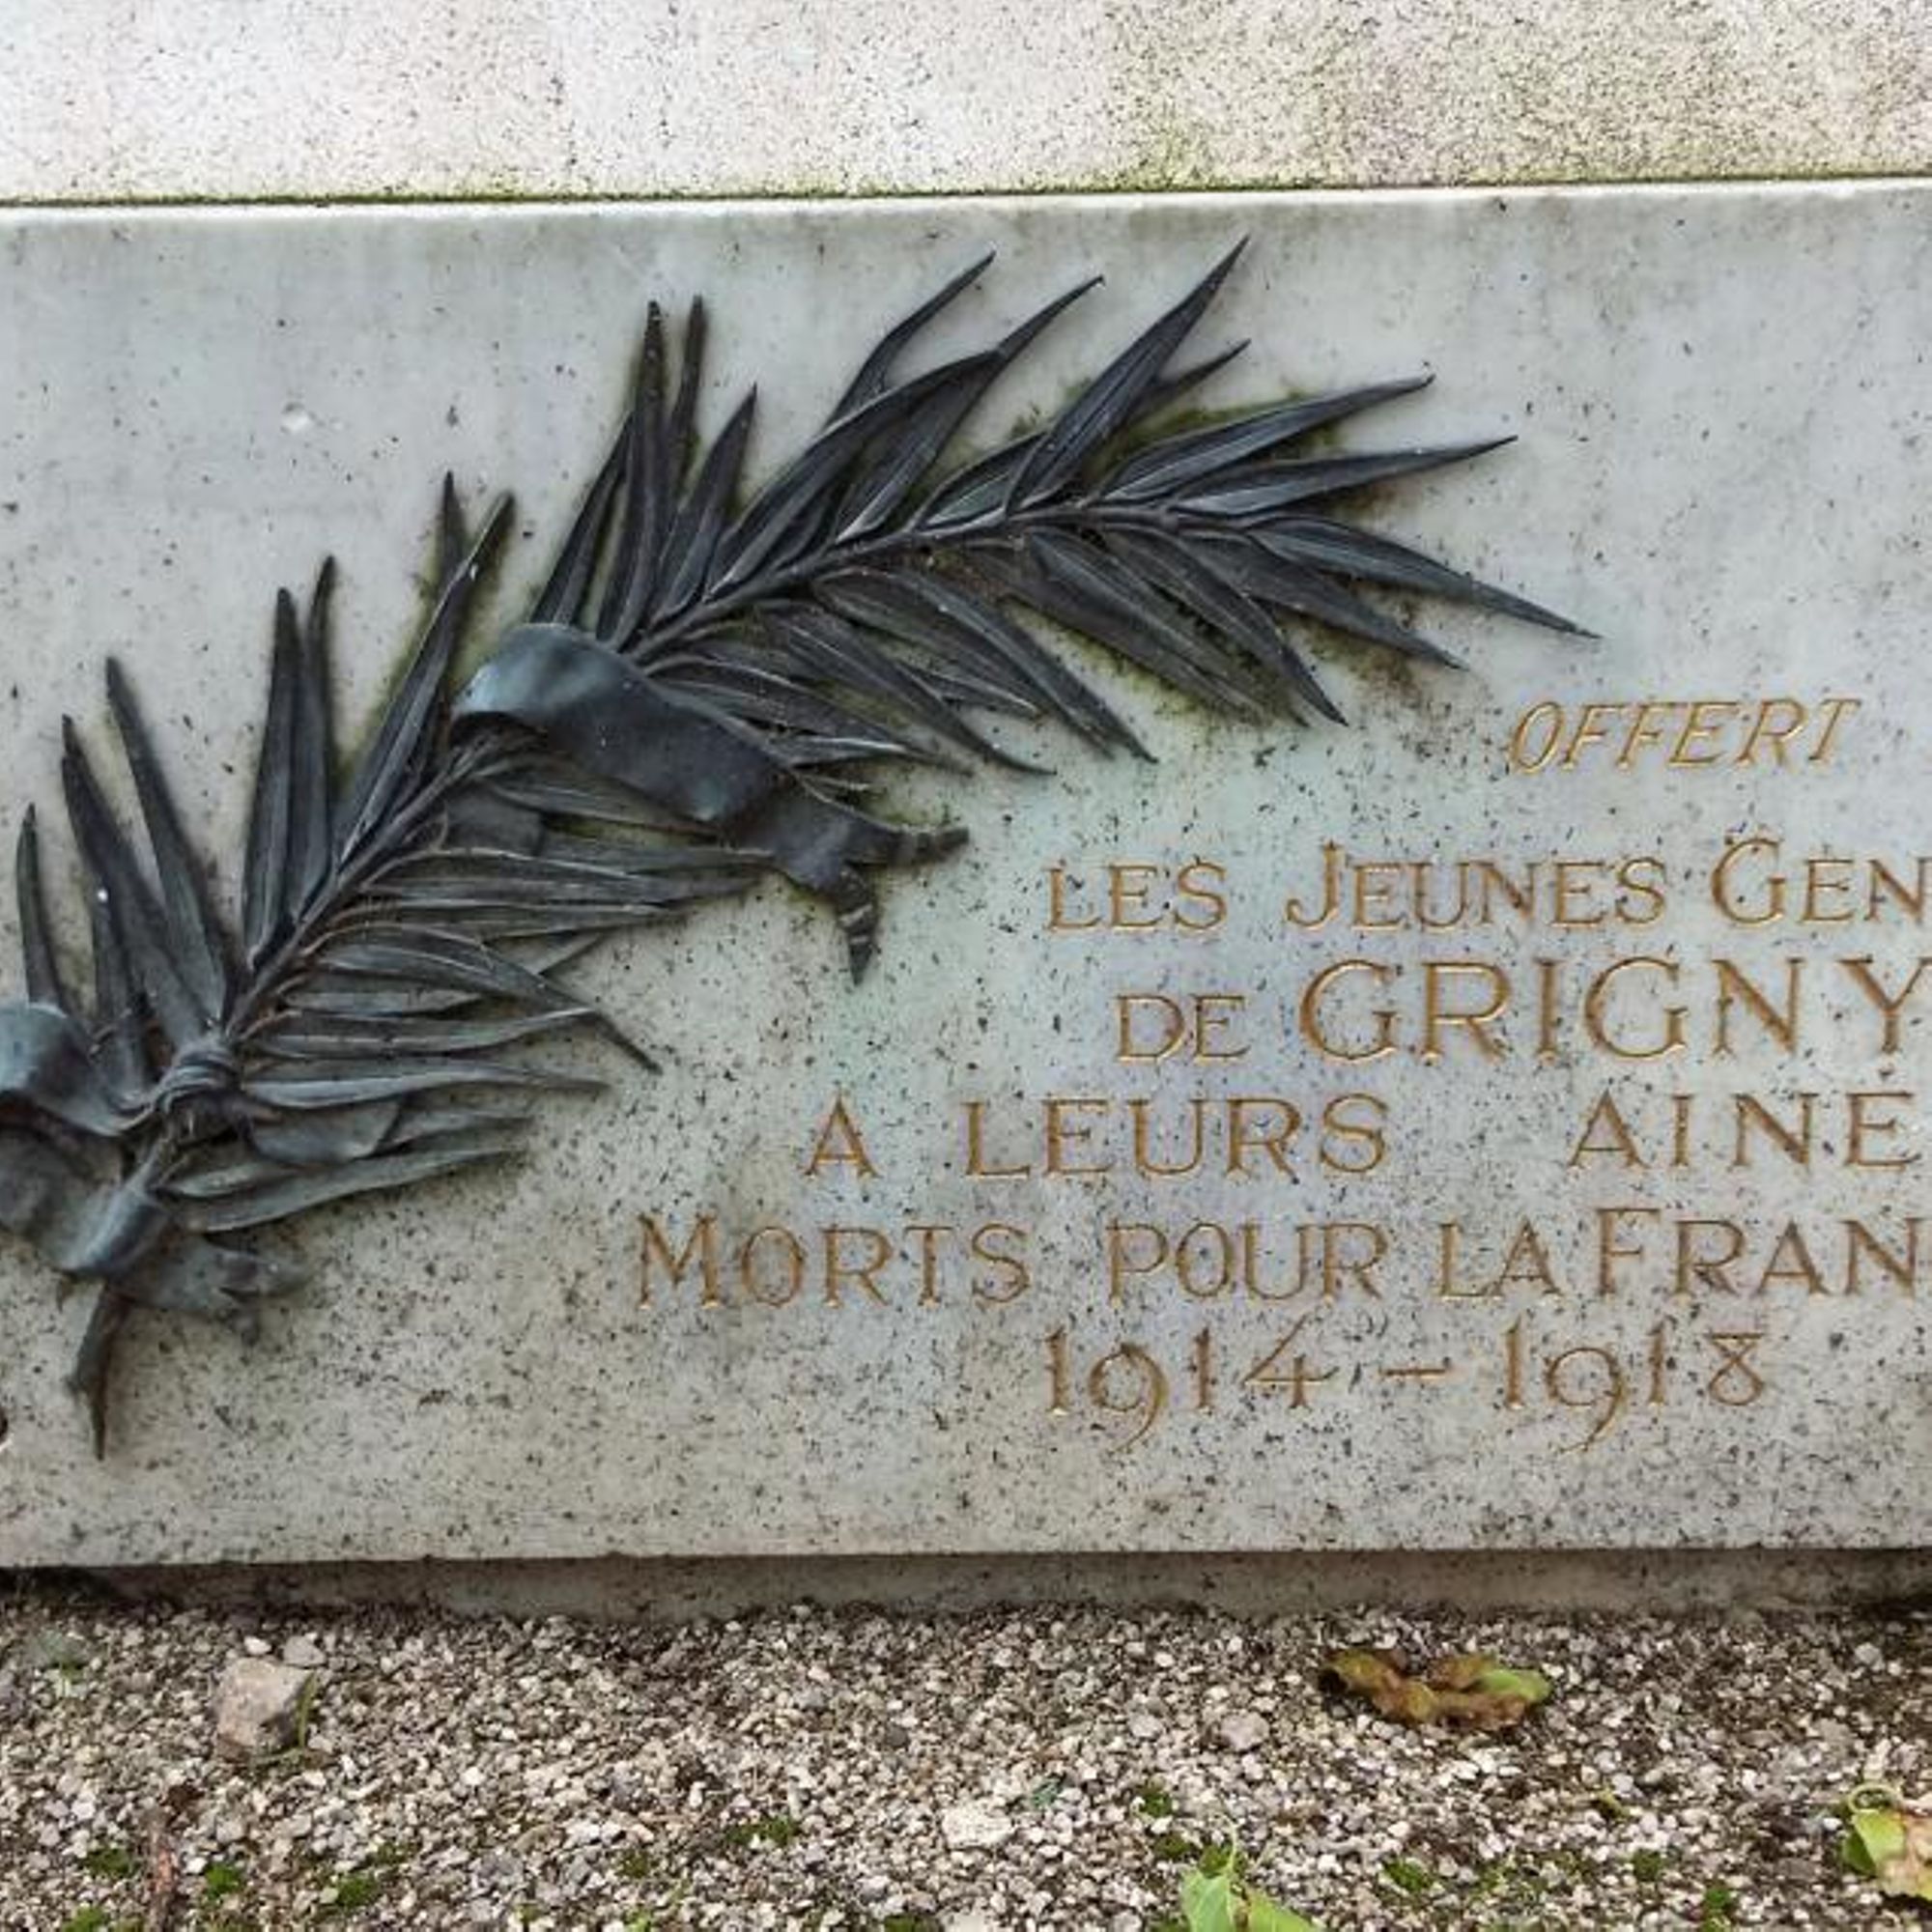 OFFERT
LES JEUNES GEN
DE GRIGNY
A LEURS AINÉ
MORTS POUR LA FRAN
1914 - 1918